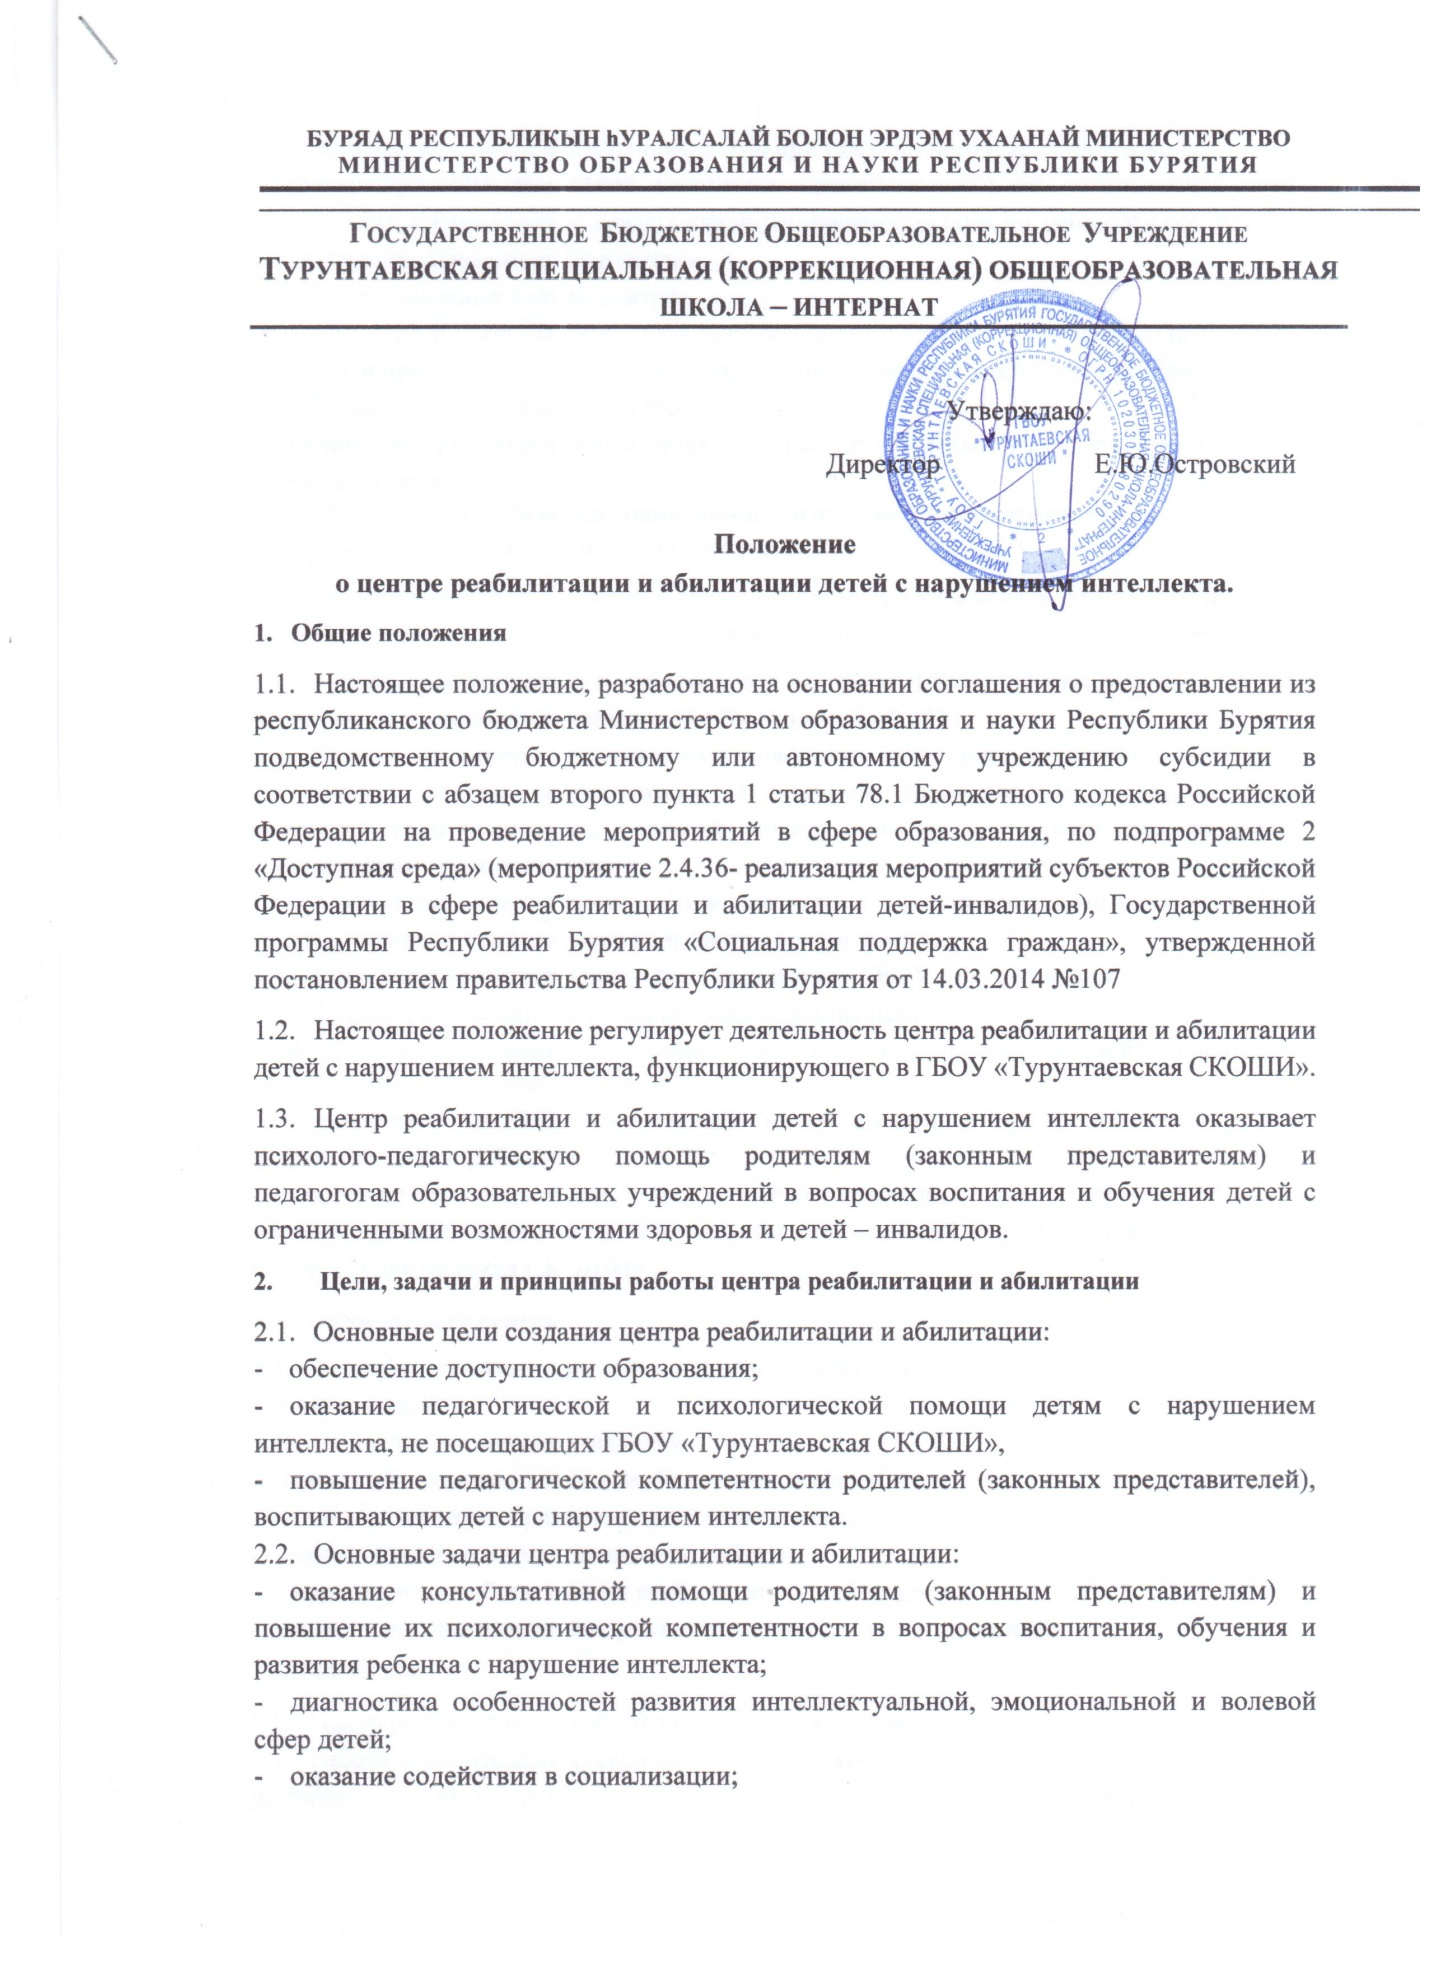 БУРЯАД РЕСПУБЛИКЫН hУРАЛСАЛАЙ БОЛОН ЭРДЭМ УХААНАЙ МИНИСТЕРСТВО
МИНИСТЕРСТВО ОБРАЗОВАНИЯ И НАУКИ РЕСПУБЛИКИ БУРЯТИЯ
ГОСУДАРСТВЕННОЕ БЮДЖЕТНОЕ ОБЩЕОБРАЗОВАТЕЛЬНОЕ УЧРЕЖДЕНИЕ
ТУРУНТАЕВСКАЯ СПЕЦИАЛЬНАЯ (КОРРЕКЦИОННАЯ) ОБЩЕОБРАЗОВАТЕЛЬНАЯ
ШКОЛА – ИНТЕРНАТ
Утверждаю:
ГБОУ
"ТУРУНТАЕВСКАЯ
СКОШИ "
Директор Е.Ю.Островский
Положение
о центре реабилитации и абилитации детей с нарушением интеллекта.
1. Общие положения
1.1. Настоящее положение, разработано на основании соглашения о предоставлении из
республиканского бюджета Министерством образования и науки Республики Бурятия
подведомственному бюджетному или автономному учреждению субсидии в
соответствии с абзацем второго пункта 1 статьи 78.1 Бюджетного кодекса Российской
Федерации на проведение мероприятий в сфере образования, по подпрограмме 2
«Доступная среда» (мероприятие 2.4.36- реализация мероприятий субъектов Российской
Федерации в сфере реабилитации и абилитации детей-инвалидов), Государственной
программы Республики Бурятия «Социальная поддержка граждан», утвержденной
постановлением правительства Республики Бурятия от 14.03.2014 №107
1.2. Настоящее положение регулирует деятельность центра реабилитации и абилитации
детей с нарушением интеллекта, функционирующего в ГБОУ «Турунтаевская СКОШИ».
1.3. Центр реабилитации и абилитации детей с нарушением интеллекта оказывает
психолого-педагогическую помощь родителям (законным представителям) и
педагогогам образовательных учреждений в вопросах воспитания и обучения детей с
ограниченными возможностями здоровья и детей – инвалидов.
2. Цели, задачи и принципы работы центра реабилитации и абилитации
2.1. Основные цели создания центра реабилитации и абилитации:
- обеспечение доступности образования;
- оказание педагогической и психологической помощи детям с нарушением
интеллекта, не посещающих ГБОУ «Турунтаевская СКОШИ»,
- повышение педагогической компетентности родителей (законных представителей),
воспитывающих детей с нарушением интеллекта.
2.2. Основные задачи центра реабилитации и абилитации:
- оказание консультативной помощи родителям (законным представителям) и
повышение их психологической компетентности в вопросах воспитания, обучения и
развития ребенка с нарушение интеллекта;
- диагностика особенностей развития интеллектуальной, эмоциональной и волевой
сфер детей;
- оказание содействия в социализации;